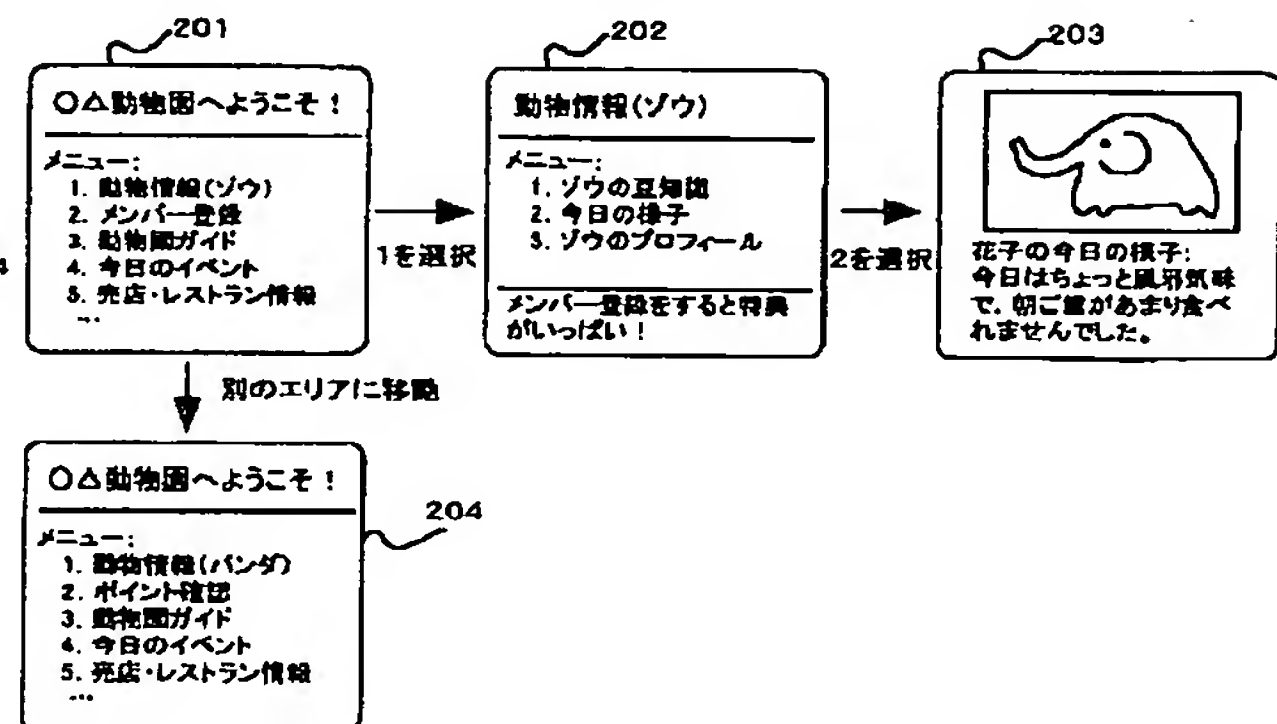 201
○△動物園へようこそ！
メニュー:
1. 動物情報(ゾウ)
2. メンバー登録
3. 動物園ガイド
4. 今日のイベント
5. 売店・レストラン情報
…
1を選択
202
動物情報(ゾウ)
メニュー:
1. ゾウの豆知識
2. 今日の様子
3. ゾウのプロフィール
メンバー登録をすると特典
がいっぱい！
2を選択
203
花子の今日の様子:
今日はちょっと風邪気味
で、朝ご飯があまり食べ
れませんでした。
別のエリアに移動
204
○△動物園へようこそ！
メニュー:
1. 動物情報(パンダ)
2. ポイント確認
3. 動物園ガイド
4. 今日のイベント
5. 売店・レストラン情報
…